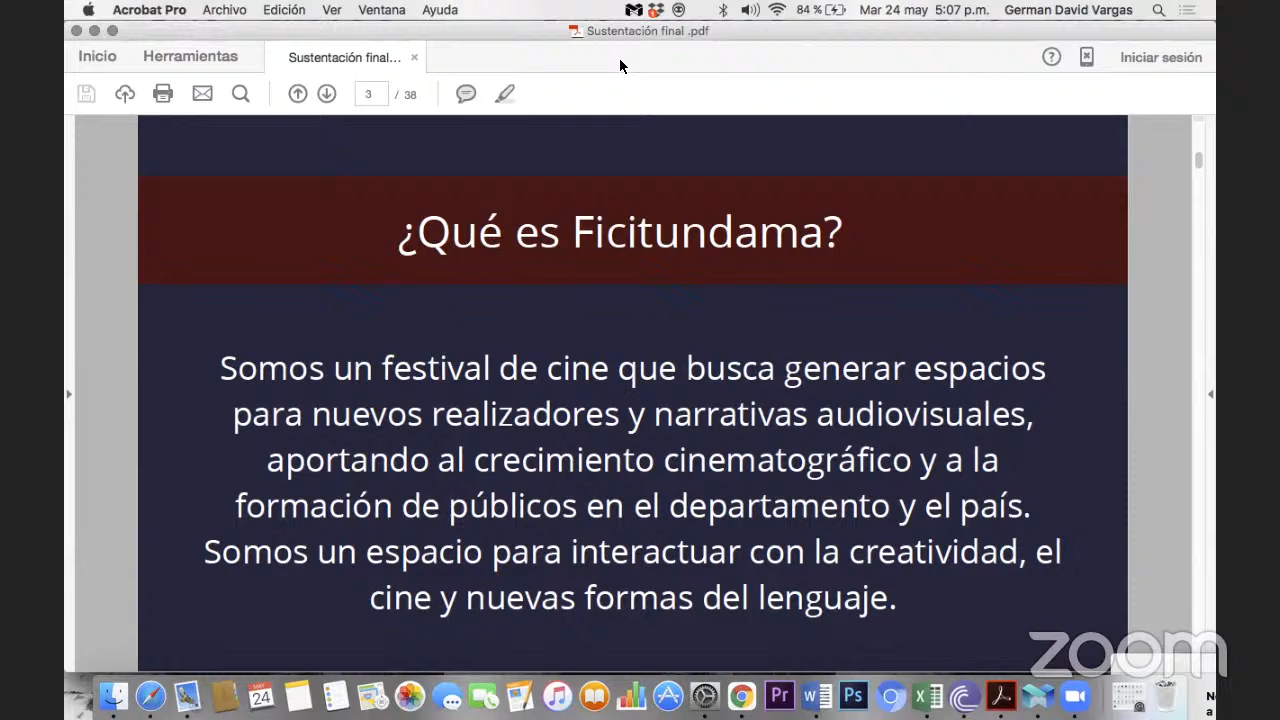 Acrobat Pro Archivo Edición Ver Ventana Ayuda 84 % Mar 24 may 5:07 p.m. German David Vargas
Sustentación final .pdf
Inicio Herramientas Sustentación final... × Iniciar sesión
3 / 38
¿Qué es Ficitundama?
Somos un festival de cine que busca generar espacios
para nuevos realizadores y narrativas audiovisuales,
aportando al crecimiento cinematográfico y a la
formación de públicos en el departamento y el país.
Somos un espacio para interactuar con la creatividad, el
cine y nuevas formas del lenguaje.
zoom
24
Pr
Ps